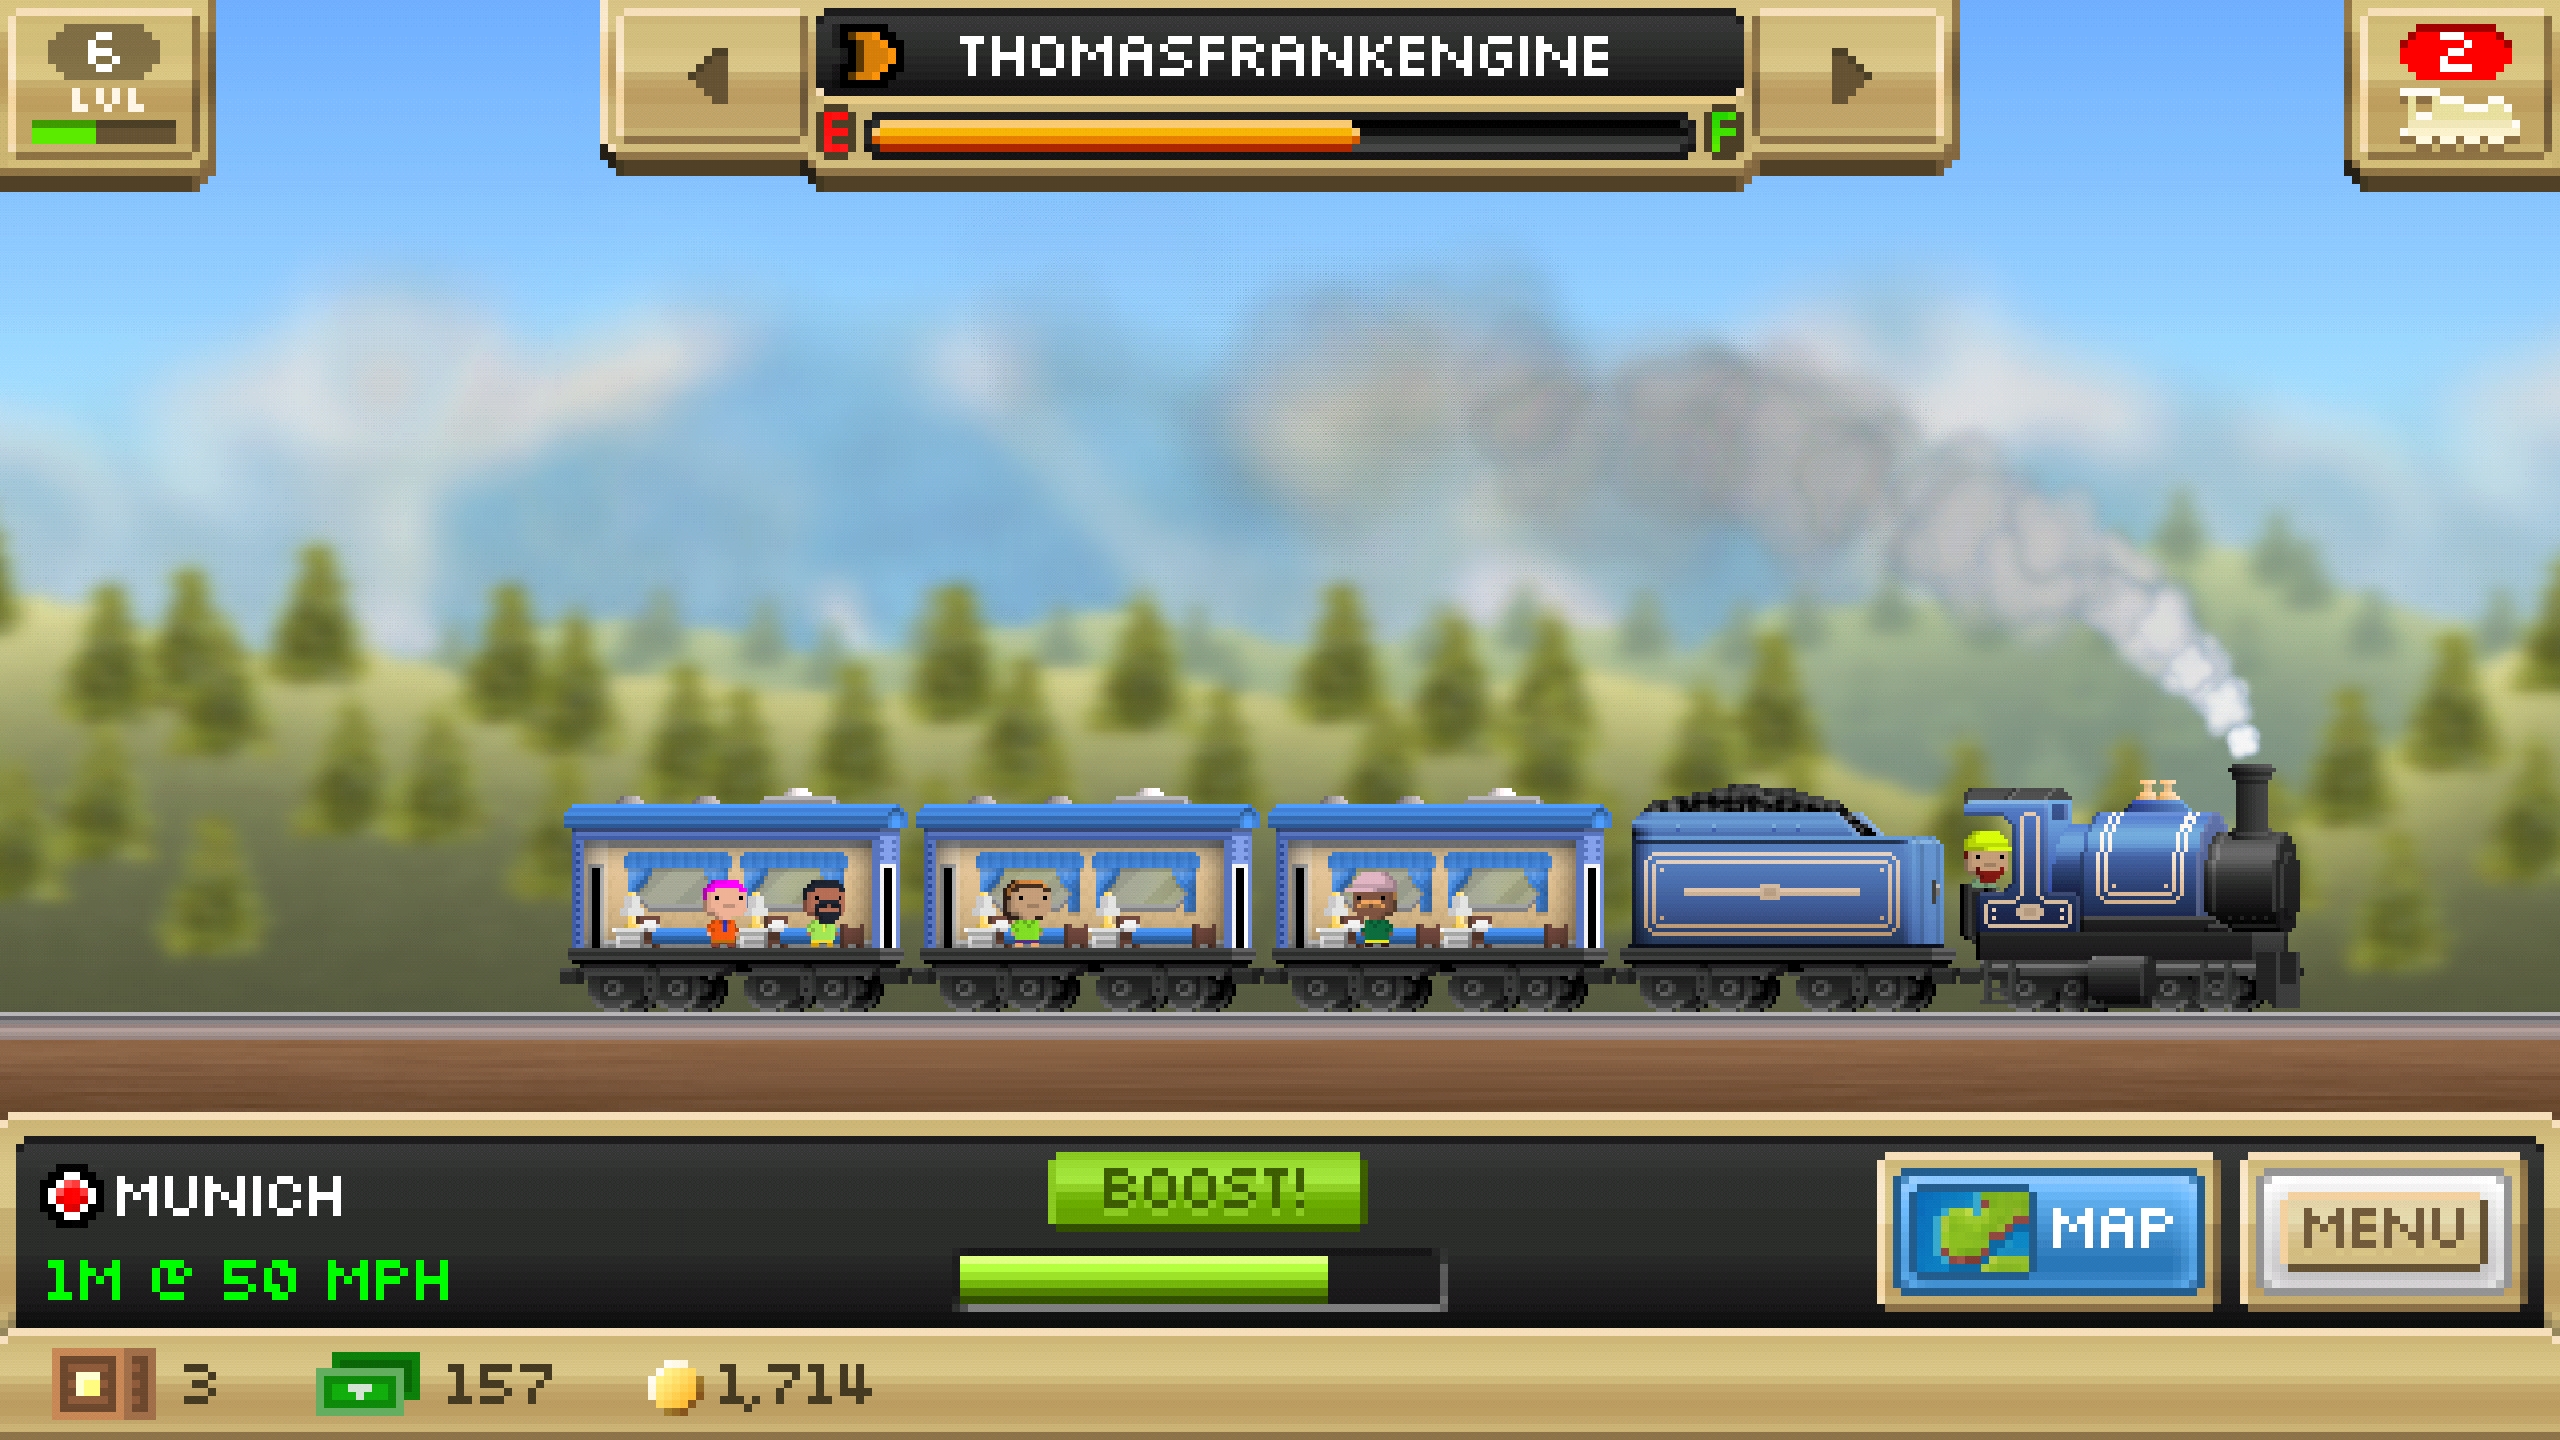 6
LVL
THOMASFRANKENGINE
E F
2
MUNICH
1M @ 50 MPH
BOOST!
MAP
MENU
3 157 1,714